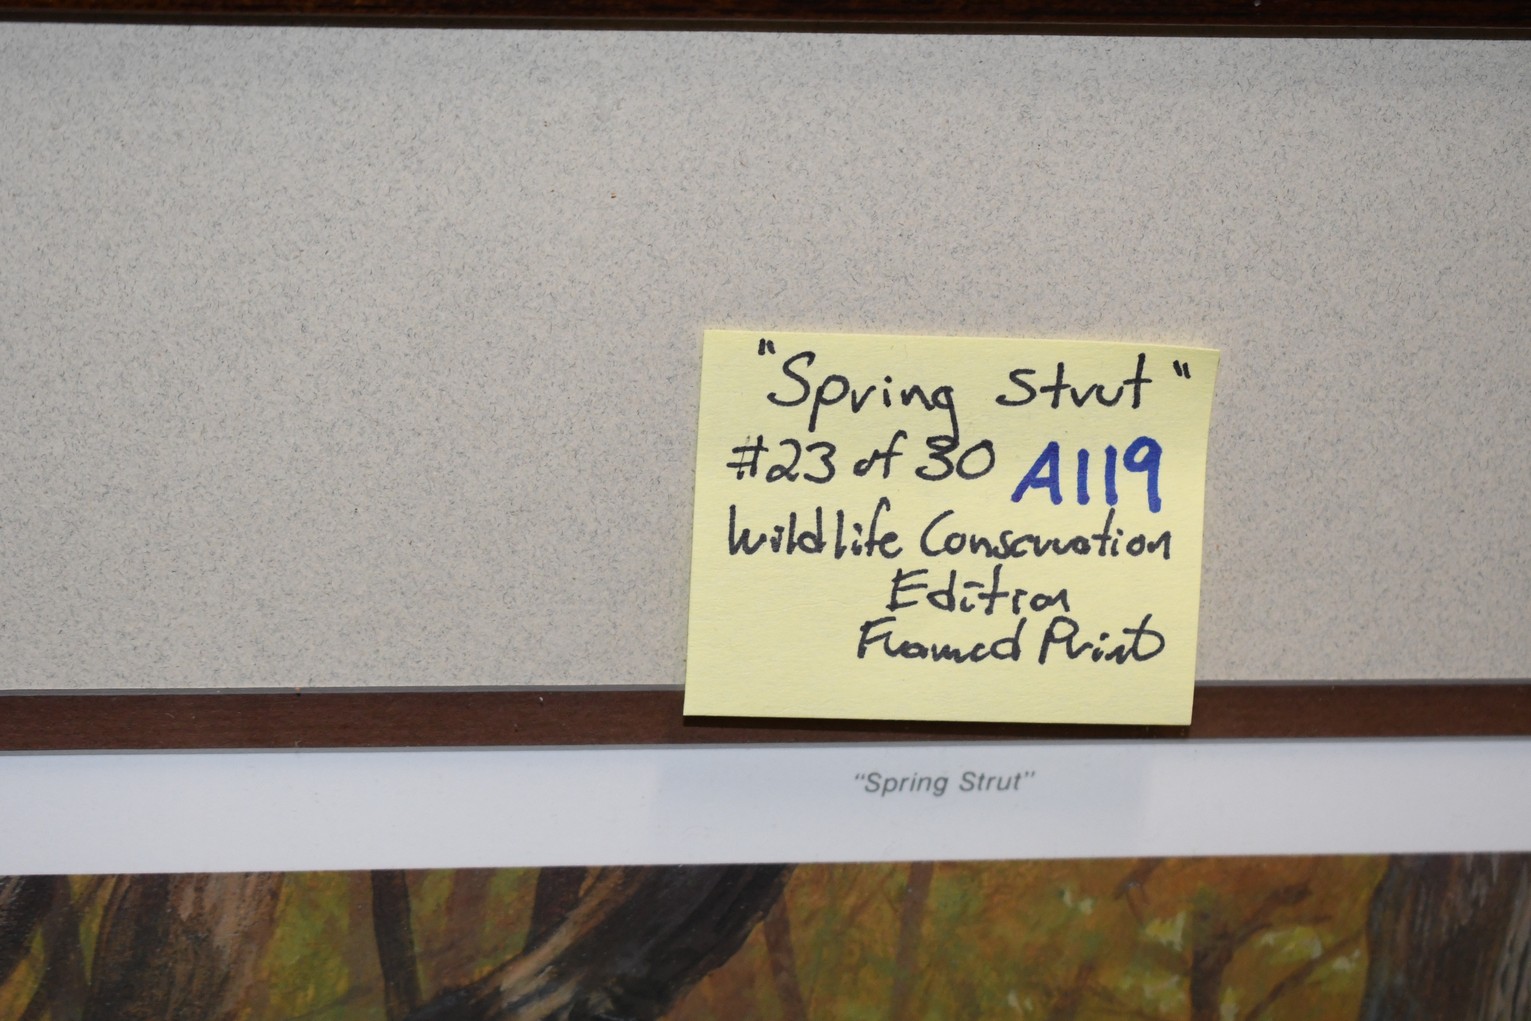 "Spring Strut"
#23 of 30 A119
Wildlife Conservation
Edition
Framed Print
"Spring Strut"